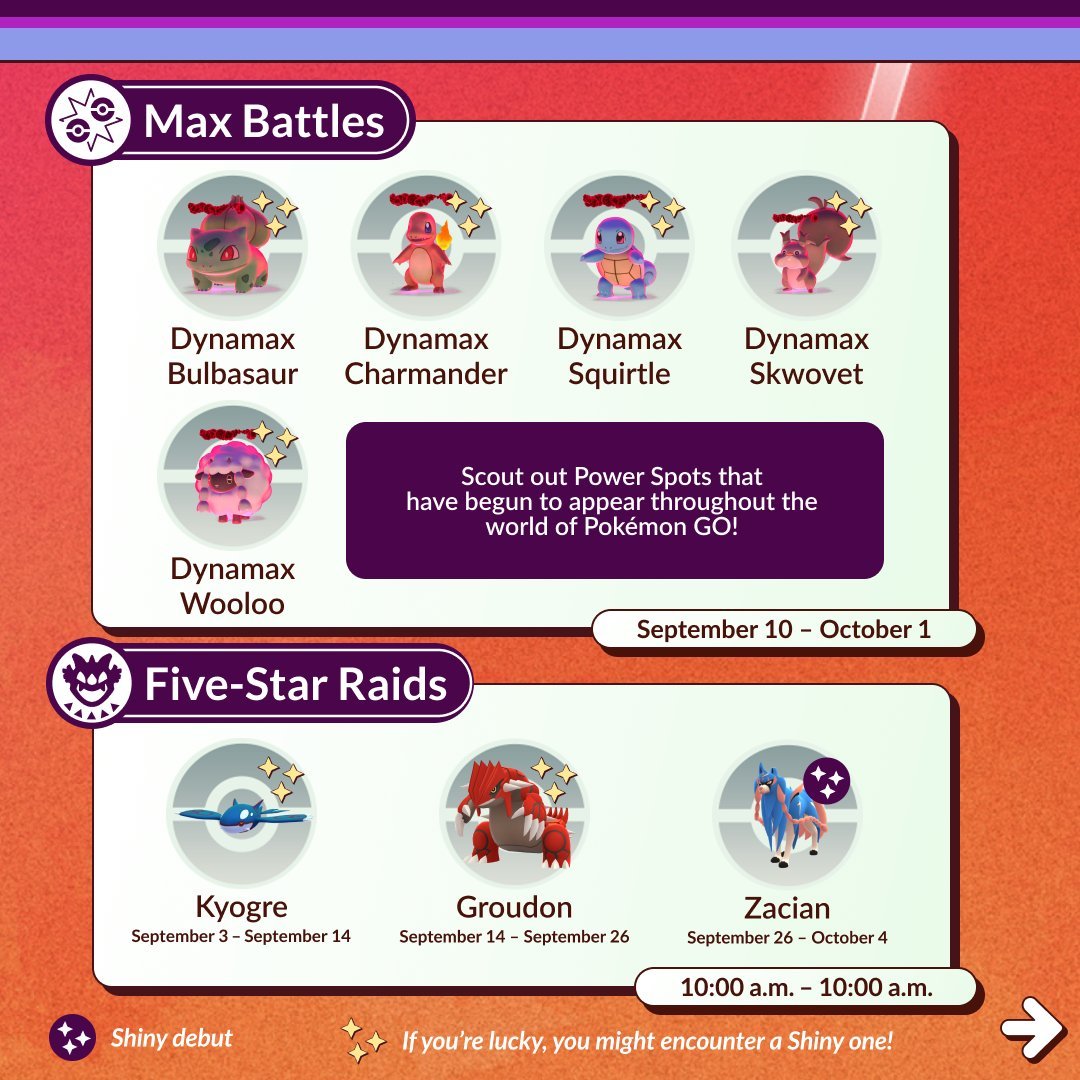 Max Battles
Dynamax
Bulbasaur
Dynamax
Charmander
Dynamax
Squirtle
Dynamax
Skwovet
Dynamax
Wooloo
Scout out Power Spots that
have begun to appear throughout the
world of Pokémon GO!
September 10 – October 1
Five-Star Raids
Kyogre
September 3 – September 14
Groudon
September 14 – September 26
Zacian
September 26 – October 4
10:00 a.m. – 10:00 a.m.
Shiny debut
If you’re lucky, you might encounter a Shiny one!